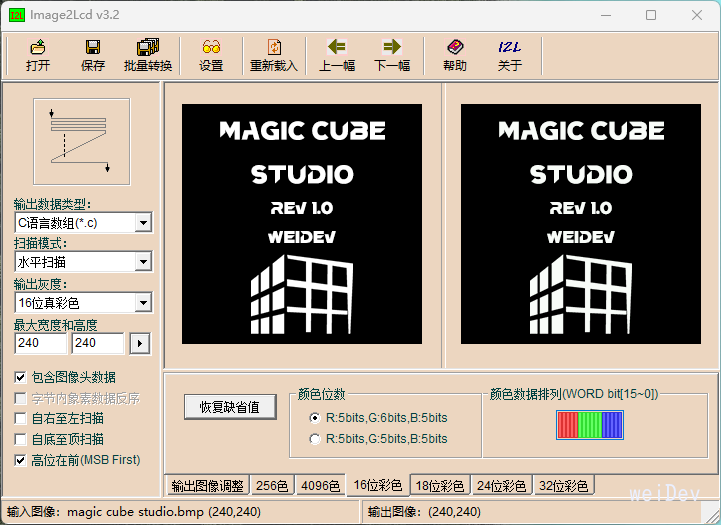 Image2Lcd v3.2
打开 保存 批量转换 设置 重新载入 上一幅 下一幅 帮助 关于
输出数据类型:
C语言数组(*.c)
扫描模式:
水平扫描
输出灰度:
16位真彩色
最大宽度和高度
240 240
包含图像头数据
字节内象素数据反序
自右至左扫描
自底至顶扫描
高位在前(MSB First)
MAGIC CUBE
STUDIO
REV 1.0
WEIDEV
MAGIC CUBE
STUDIO
REV 1.0
WEIDEV
恢复缺省值
颜色位数
R:5bits,G:6bits,B:5bits
R:5bits,G:5bits,B:5bits
颜色数据排列(WORD bit[15~0])
输出图像调整 256色 4096色 16位彩色 18位彩色 24位彩色 32位彩色
weiDev
输入图像: magic cube studio.bmp (240,240)
输出图像: (240,240)